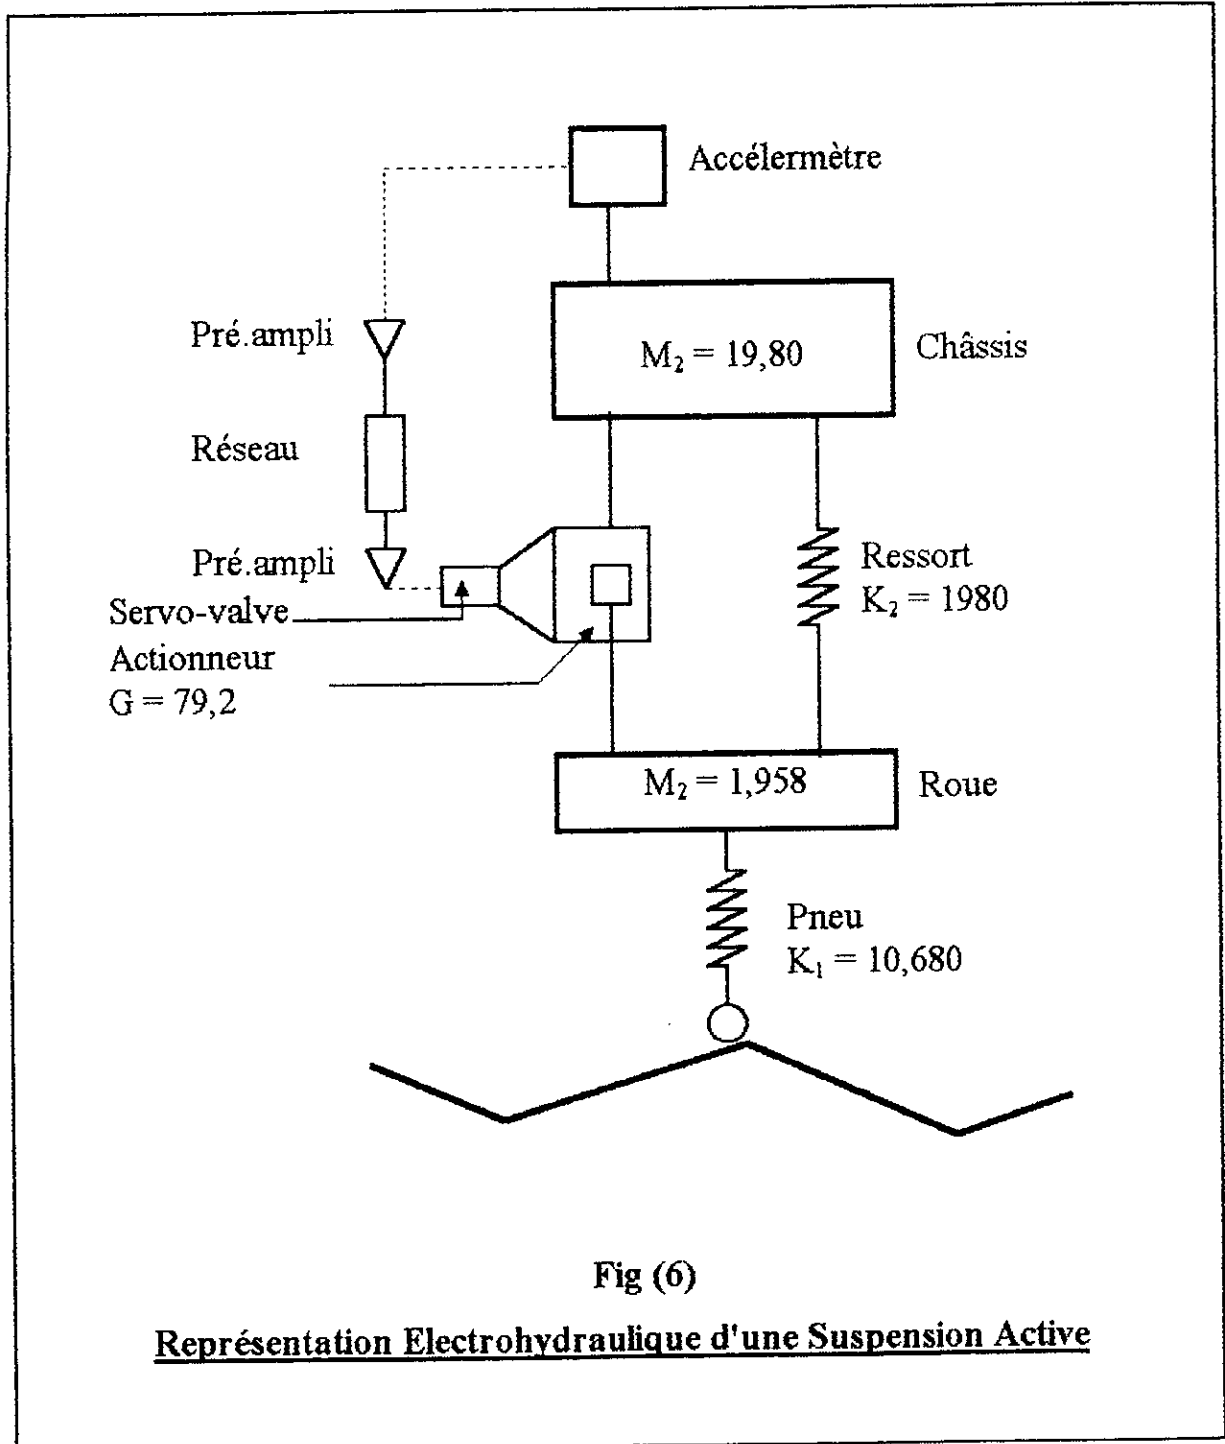 Accélermètre
Pré.ampli
M₂ = 19,80
Châssis
Réseau
Pré.ampli
Ressort
K₂ = 1980
Servo-valve
Actionneur
G = 79,2
M₂ = 1,958
Roue
Pneu
K₁ = 10,680
Fig (6)
Représentation Electrohydraulique d'une Suspension Active